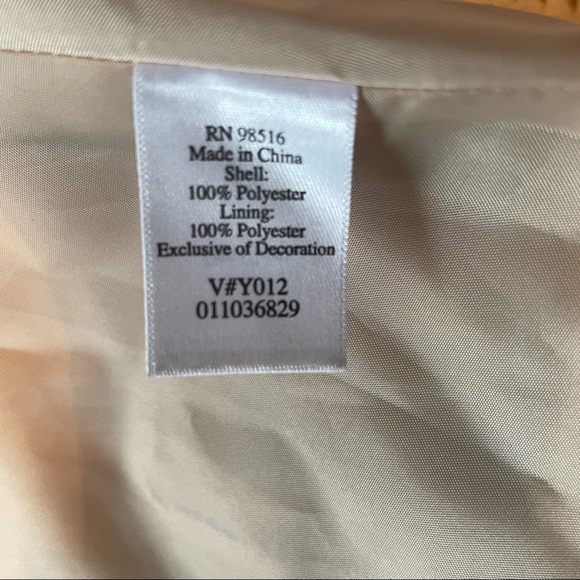 RN 98516
Made in China
Shell:
100% Polyester
Lining:
100% Polyester
Exclusive of Decoration
V#Y012
011036829